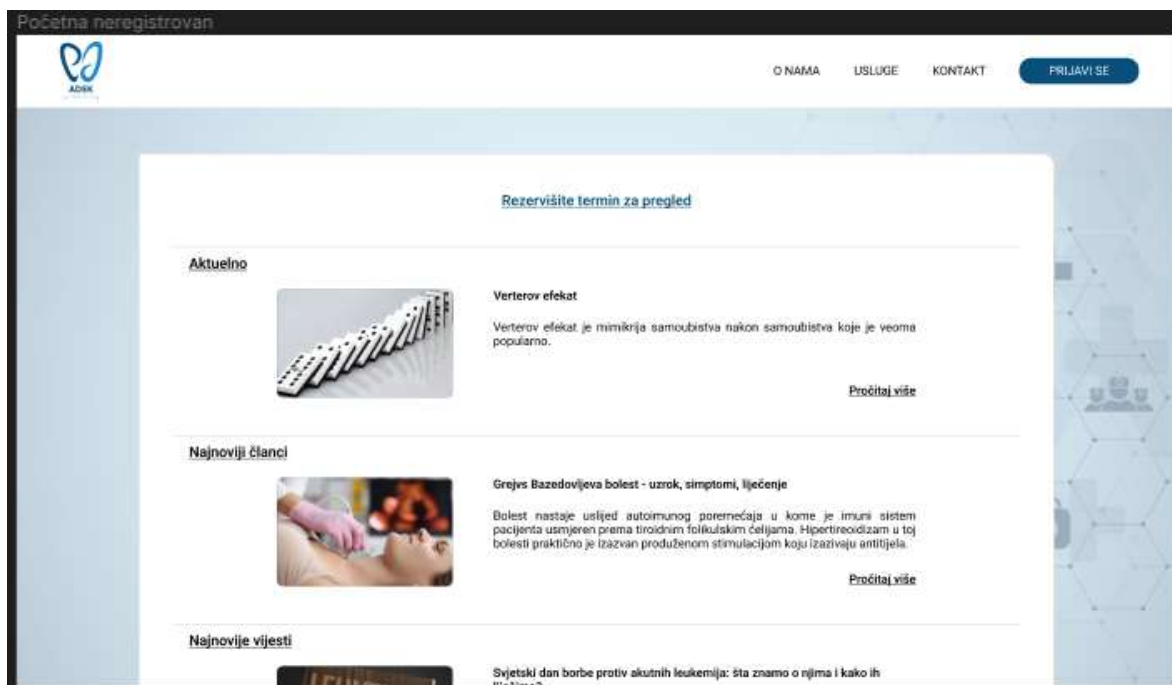 Početna neregistrovan
ADEK
O NAMA
USLUGE
KONTAKT
PRIJAVI SE
Rezervišite termin za pregled
Aktuelno
Verterov efekat
Verterov efekat je mimikrija samoubistva nakon samoubistva koje je veoma
popularno.
Pročitaj više
Najnoviji članci
Grejvs Bazedovljeva bolest - uzrok, simptomi, liječenje
Bolest nastaje uslijed autoimunog poremećaja u kome je imuni sistem
pacijenta usmjeren prema tiroidnim folikulskim ćelijama. Hipertireoidizam u toj
bolesti praktično je izazvan produženom stimulacijom koju izazivaju antitijela.
Pročitaj više
Najnovije vijesti
Svjetski dan borbe protiv akutnih leukemija: šta znamo o njima i kako ih